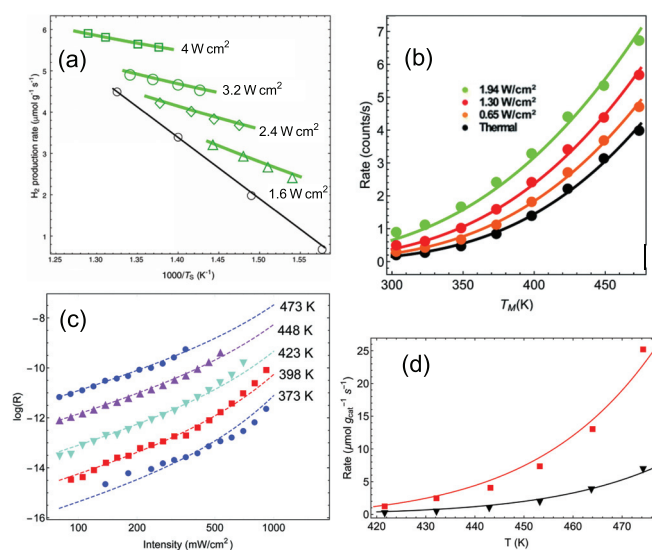 (a)
H₂ production rate (μmol g⁻¹ s⁻¹)
6
5
4
3
2
1
4 W cm²
3.2 W cm²
2.4 W cm²
1.6 W cm²
1.25
1.30
1.35
1.40
1.45
1.50
1.55
1000/Tₛ (K⁻¹)
(b)
Rate (counts/s)
7
6
5
4
3
2
1
0
1.94 W/cm²
1.30 W/cm²
0.65 W/cm²
Thermal
300
350
400
450
T_M(K)
(c)
log(R)
-8
-10
-12
-14
-16
473 K
448 K
423 K
398 K
373 K
100
200
500
1000
Intensity (mW/cm²)
(d)
Rate (μmol g_cat⁻¹ s⁻¹)
25
20
15
10
5
0
420
430
440
450
460
470
T (K)